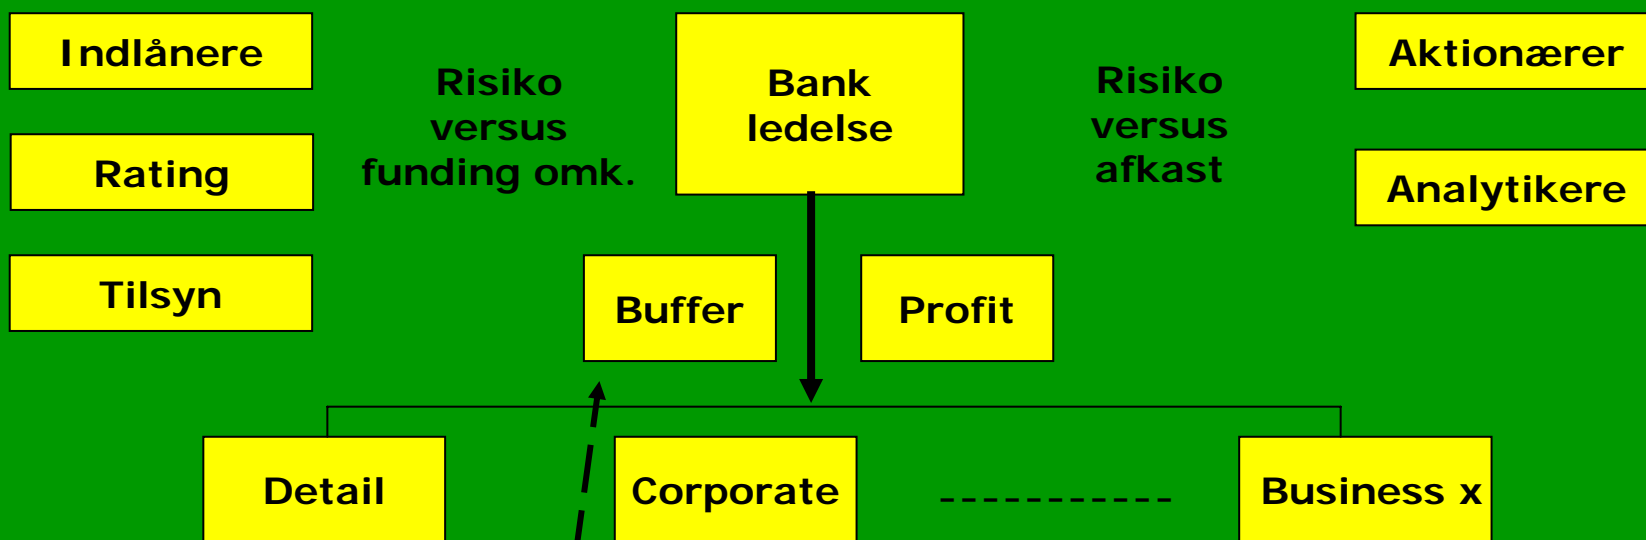 Indlånere
Rating
Tilsyn
Risiko
versus
funding omk.
Bank
ledelse
Risiko
versus
afkast
Aktionærer
Analytikere
Buffer
Profit
Detail
Corporate
Business x